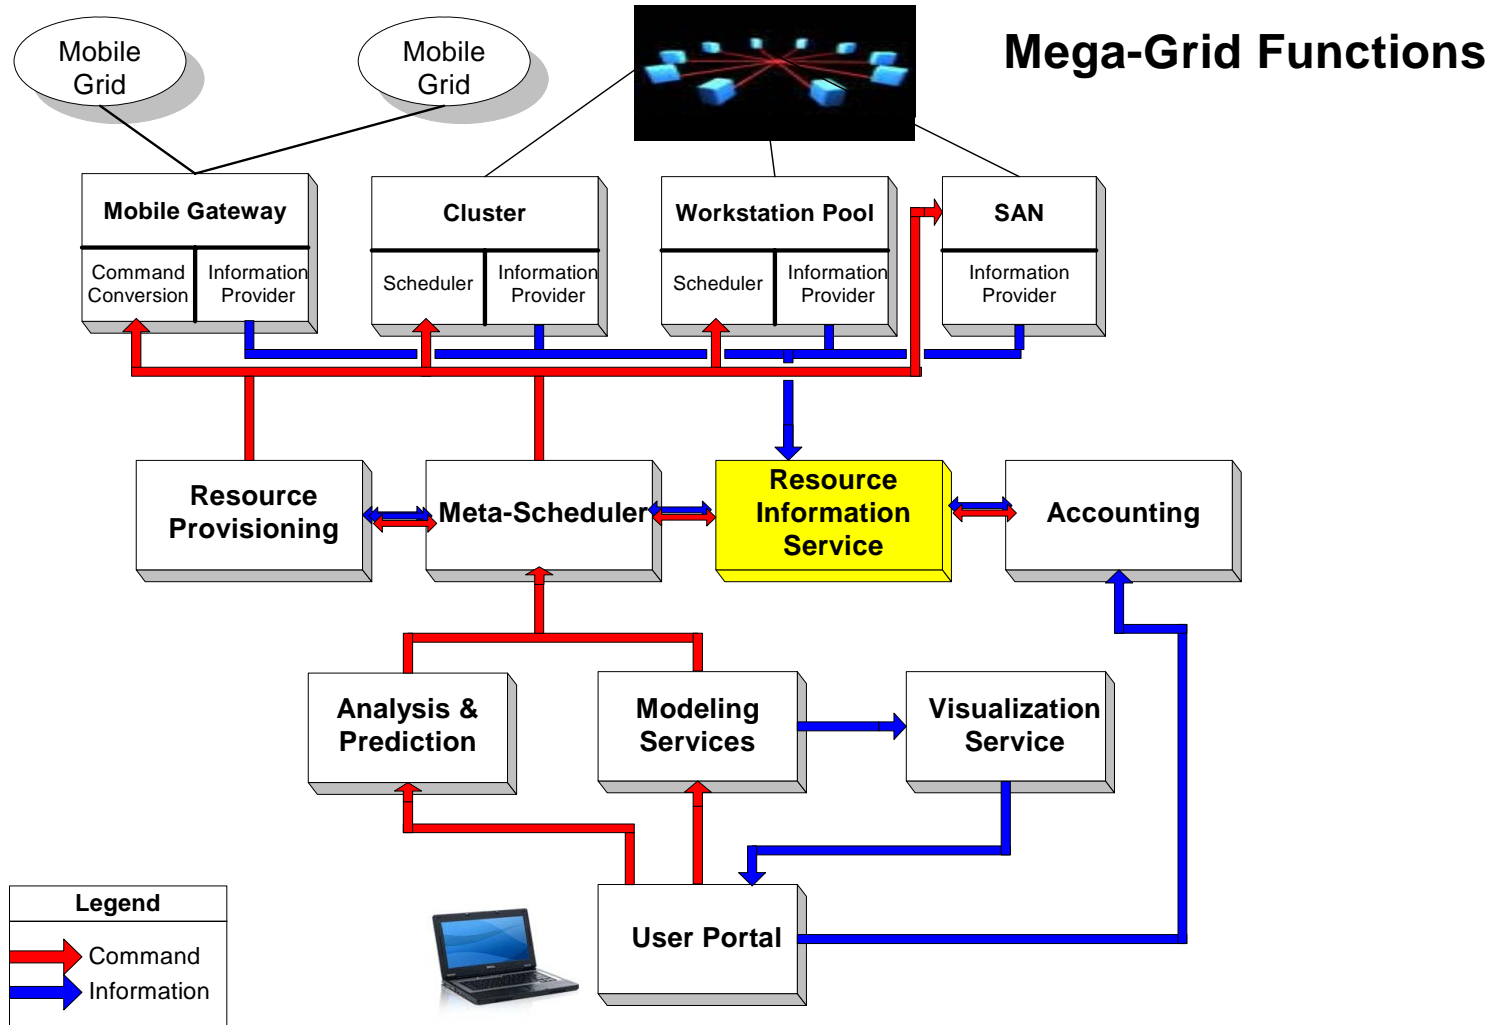 Mega-Grid Functions
Mobile
Grid
Mobile
Grid
Mobile Gateway
Command
Conversion
Information
Provider
Cluster
Scheduler
Information
Provider
Workstation Pool
Scheduler
Information
Provider
SAN
Information
Provider
Resource
Provisioning
Meta-Scheduler
Resource
Information
Service
Accounting
Analysis &
Prediction
Modeling
Services
Visualization
Service
User Portal
Legend
Command
Information